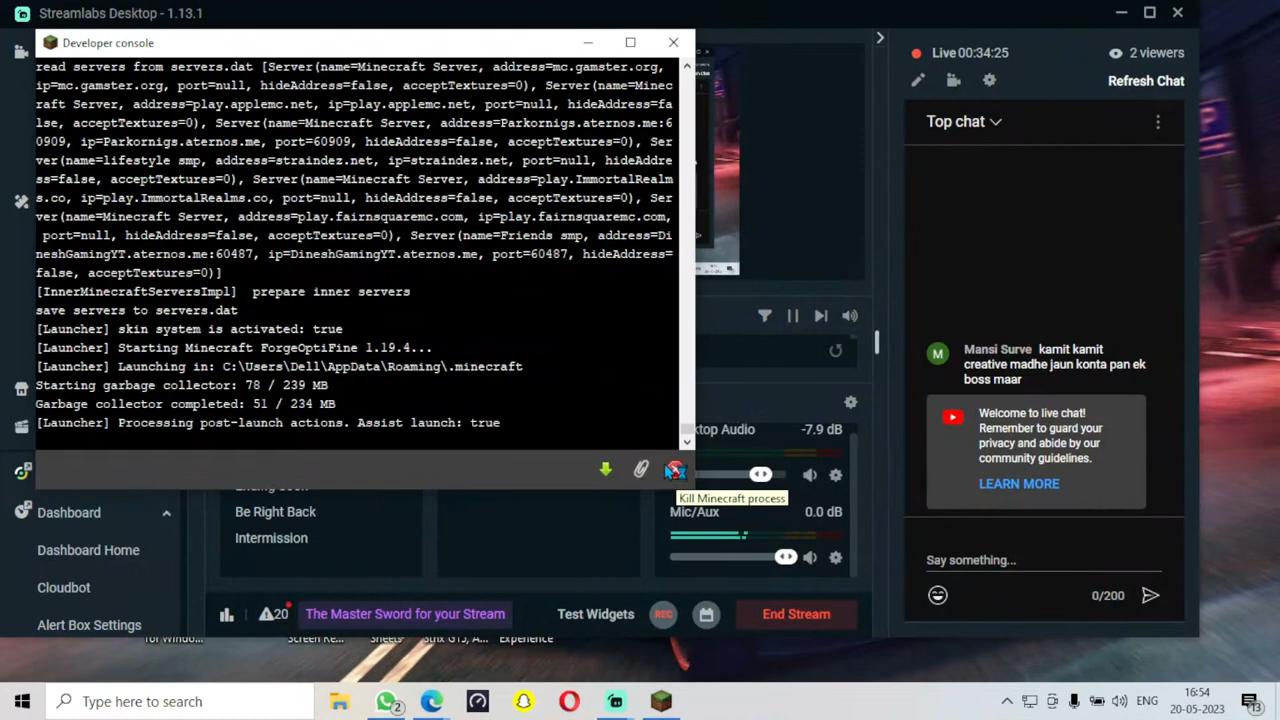 Streamlabs Desktop - 1.13.1
Developer console
read servers from servers.dat [Server(name=Minecraft Server, address=mc.gamster.org,
ip=mc.gamster.org, port=null, hideAddress=false, acceptTextures=0), Server(name=Minec
raft Server, address=play.applemc.net, ip=play.applemc.net, port=null, hideAddress=fa
lse, acceptTextures=0), Server(name=Minecraft Server, address=Parkornigs.aternos.me:6
0909, ip=Parkornigs.aternos.me, port=60909, hideAddress=false, acceptTextures=0), Ser
ver(name=lifestyle smp, address=straindez.net, ip=straindez.net, port=null, hideAddre
ss=false, acceptTextures=0), Server(name=Minecraft Server, address=play.ImmortalRealm
s.co, ip=play.ImmortalRealms.co, port=null, hideAddress=false, acceptTextures=0), Ser
ver(name=Minecraft Server, address=play.fairnsquaremc.com, ip=play.fairnsquaremc.com,
port=null, hideAddress=false, acceptTextures=0), Server(name=Friends smp, address=Di
neshGamingYT.aternos.me:60487, ip=DineshGamingYT.aternos.me, port=60487, hideAddress=
false, acceptTextures=0)]
[InnerMinecraftServersImpl]  prepare inner servers
save servers to servers.dat
[Launcher] skin system is activated: true
[Launcher] Starting Minecraft ForgeOptiFine 1.19.4...
[Launcher] Launching in: C:\Users\Dell\AppData\Roaming\.minecraft
Starting garbage collector: 78 / 239 MB
Garbage collector completed: 51 / 234 MB
[Launcher] Processing post-launch actions. Assist launch: true
Kill Minecraft process
Live 00:34:25
2 viewers
Refresh Chat
Top chat
M
Mansi Surve kamit kamit
creative madhe jaun konta pan ek
boss maar
Welcome to live chat!
Remember to guard your
privacy and abide by our
community guidelines.
LEARN MORE
Say something...
0/200
ktop Audio
-7.9 dB
Mic/Aux
0.0 dB
Be Right Back
Intermission
Dashboard
Dashboard Home
Cloudbot
Alert Box Settings
20
The Master Sword for your Stream
Test Widgets
REC
End Stream
for Windo...
Screen Re...
Sheets
Strix G15, A...
Experience
Type here to search
2
ENG
16:54
20-05-2023
13